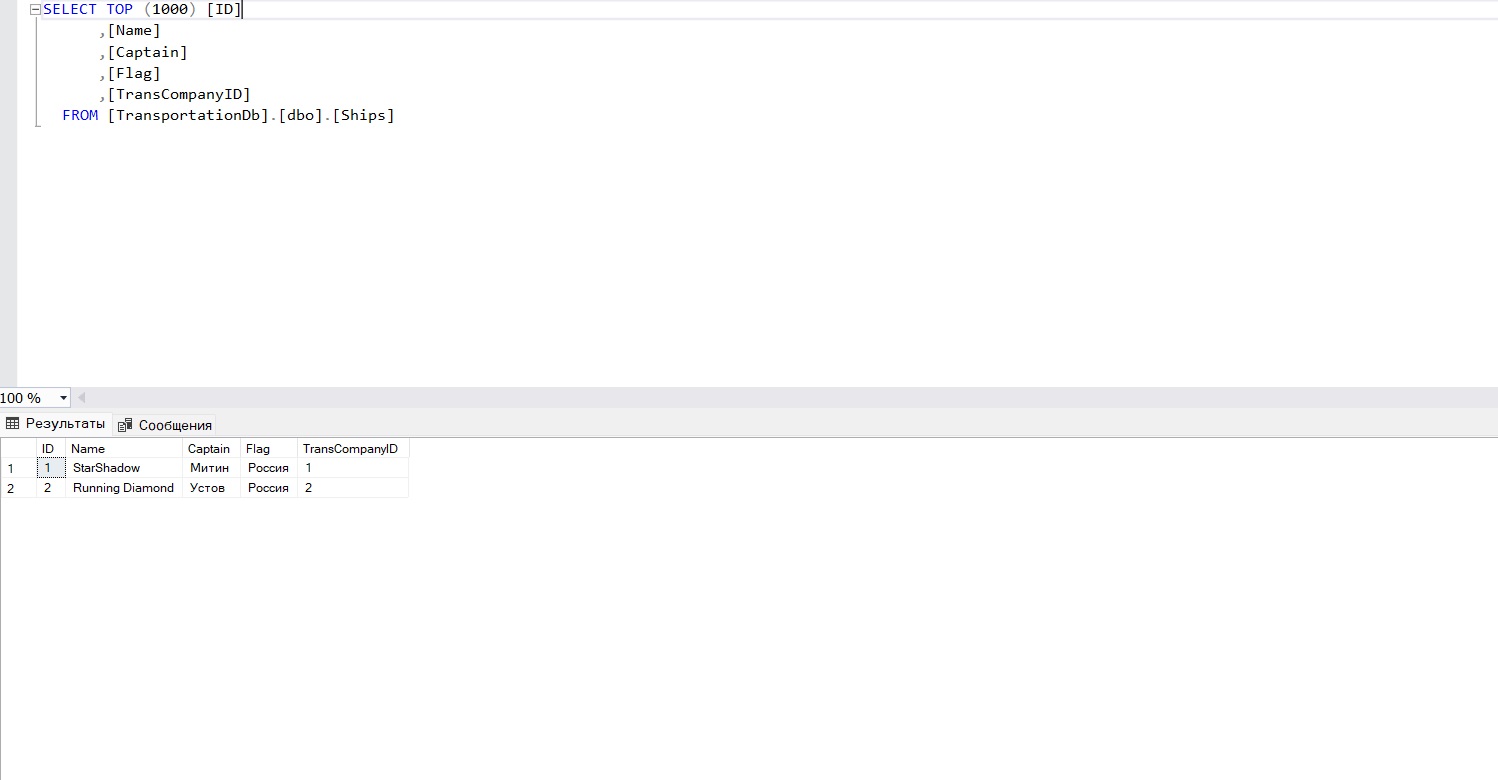 SELECT TOP (1000) [ID]
,[Name]
,[Captain]
,[Flag]
,[TransCompanyID]
FROM [TransportationDb].[dbo].[Ships]
100 %
Результаты Сообщения
ID Name Captain Flag TransCompanyID
1 1 StarShadow Митин Россия 1
2 2 Running Diamond Устов Россия 2